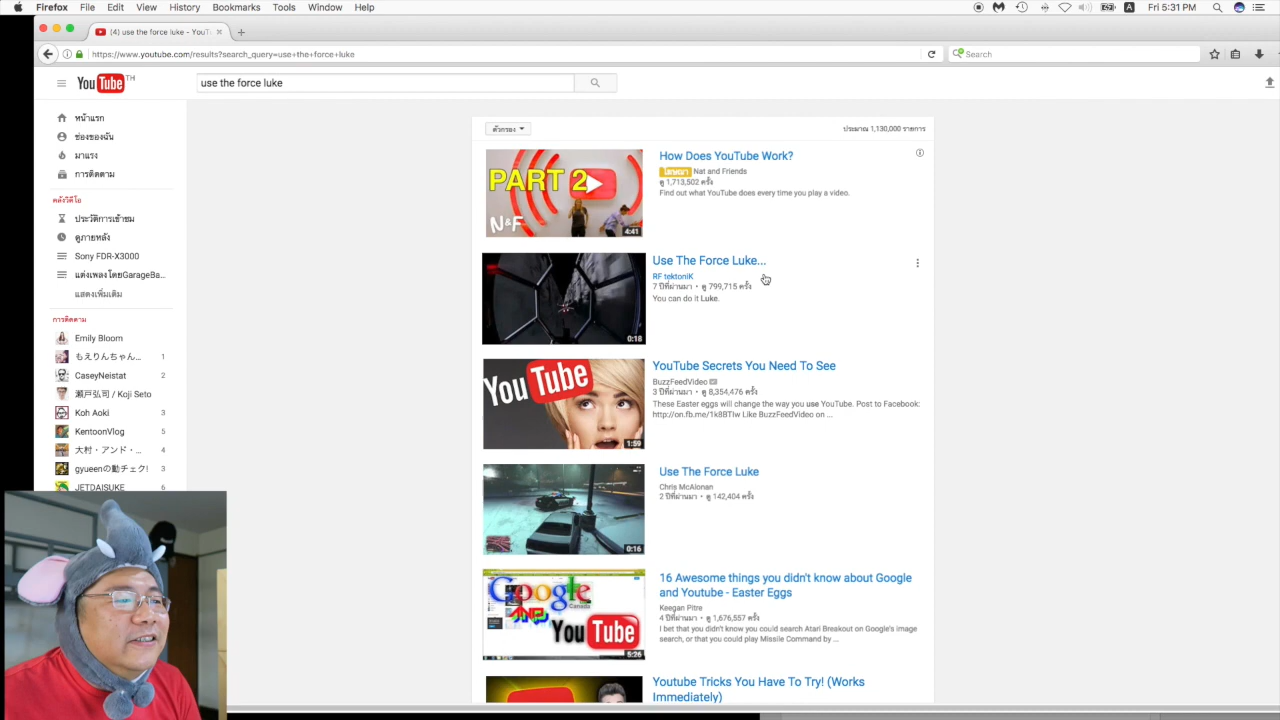 Firefox File Edit View History Bookmarks Tools Window Help
A Fri 5:31 PM
(4) use the force luke - YouT
https://www.youtube.com/results?search_query=use+the+force+luke
Search
YouTube TH
use the force luke
หน้าแรก
ช่องของฉัน
มาแรง
การติดตาม
คลังวิดีโอ
ประวัติการเข้าชม
ดูภายหลัง
Sony FDR-X3000
แต่งเพลงโดยGarageBa...
แสดงเพิ่มเติม
การติดตาม
Emily Bloom
もえりんちゃん... 1
CaseyNeistat 2
瀬戸弘司 / Koji Seto
Koh Aoki
KentoonVlog 5
大村・アンド・... 4
gyueenの動チェク! 3
JETDAISUKE 6
ตัวกรอง
ประมาณ 1,130,000 รายการ
PART 2
N&F
4:41
How Does YouTube Work?
โฆษณา Nat and Friends
ดู 1,713,502 ครั้ง
Find out what YouTube does every time you play a video.
0:18
Use The Force Luke...
RF tektoniK
7 ปีที่ผ่านมา • ดู 799,715 ครั้ง
You can do it Luke.
You Tube
1:59
YouTube Secrets You Need To See
BuzzFeedVideo
3 ปีที่ผ่านมา • ดู 8,354,476 ครั้ง
These Easter eggs will change the way you use YouTube. Post to Facebook:
http://on.fb.me/1k8BTlw Like BuzzFeedVideo on ...
0:16
Use The Force Luke
Chris McAlonan
2 ปีที่ผ่านมา • ดู 142,404 ครั้ง
Google
Canada
AND
You Tube
5:26
16 Awesome things you didn't know about Google
and Youtube - Easter Eggs
Keegan Pitre
4 ปีที่ผ่านมา • ดู 1,676,557 ครั้ง
I bet that you didn't know you could search Atari Breakout on Google's image
search, or that you could play Missile Command by ...
Youtube Tricks You Have To Try! (Works
Immediately)